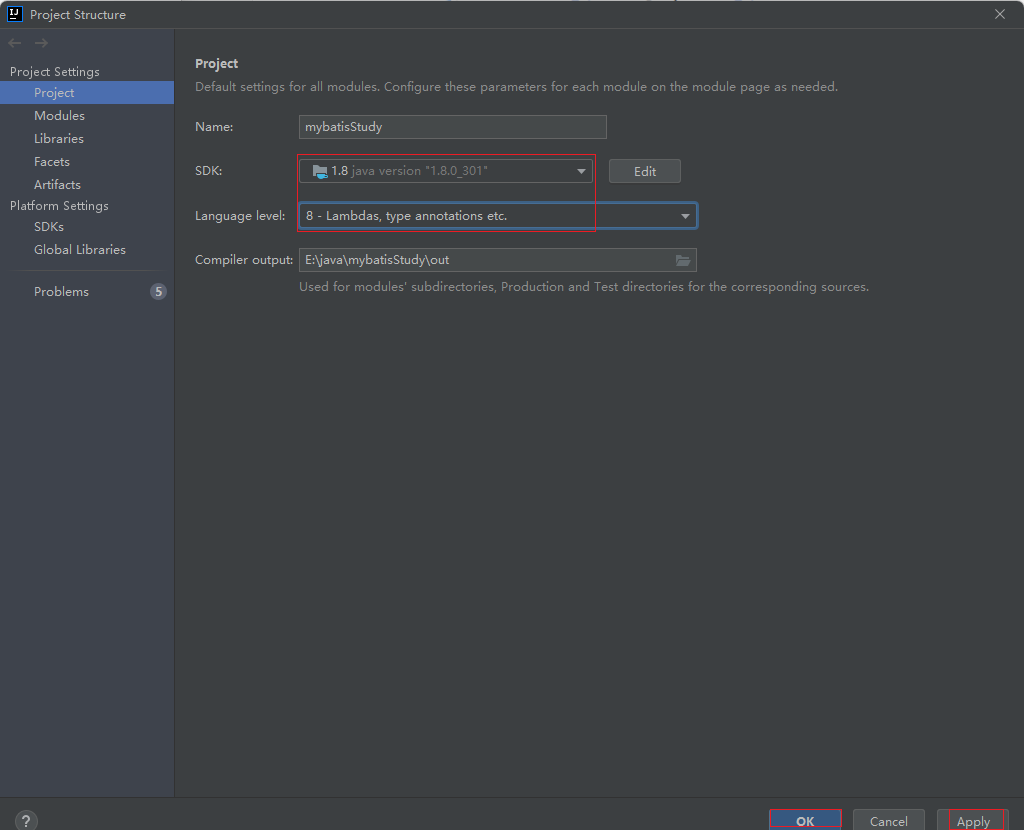 Project Structure
Project Settings
Project
Modules
Libraries
Facets
Artifacts
Platform Settings
SDKs
Global Libraries
Problems 5
Project
Default settings for all modules. Configure these parameters for each module on the module page as needed.
Name: mybatisStudy
SDK: 1.8 java version "1.8.0_301" Edit
Language level: 8 - Lambdas, type annotations etc.
Compiler output: E:\java\mybatisStudy\out
Used for modules' subdirectories, Production and Test directories for the corresponding sources.
? OK Cancel Apply